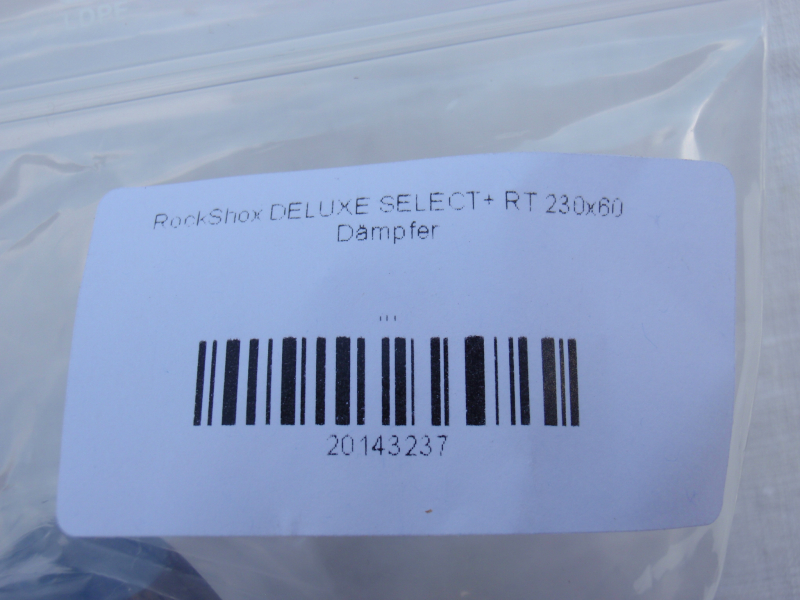 RockShox DELUXE SELECT+ RT 230x60
Dämpfer
20143237